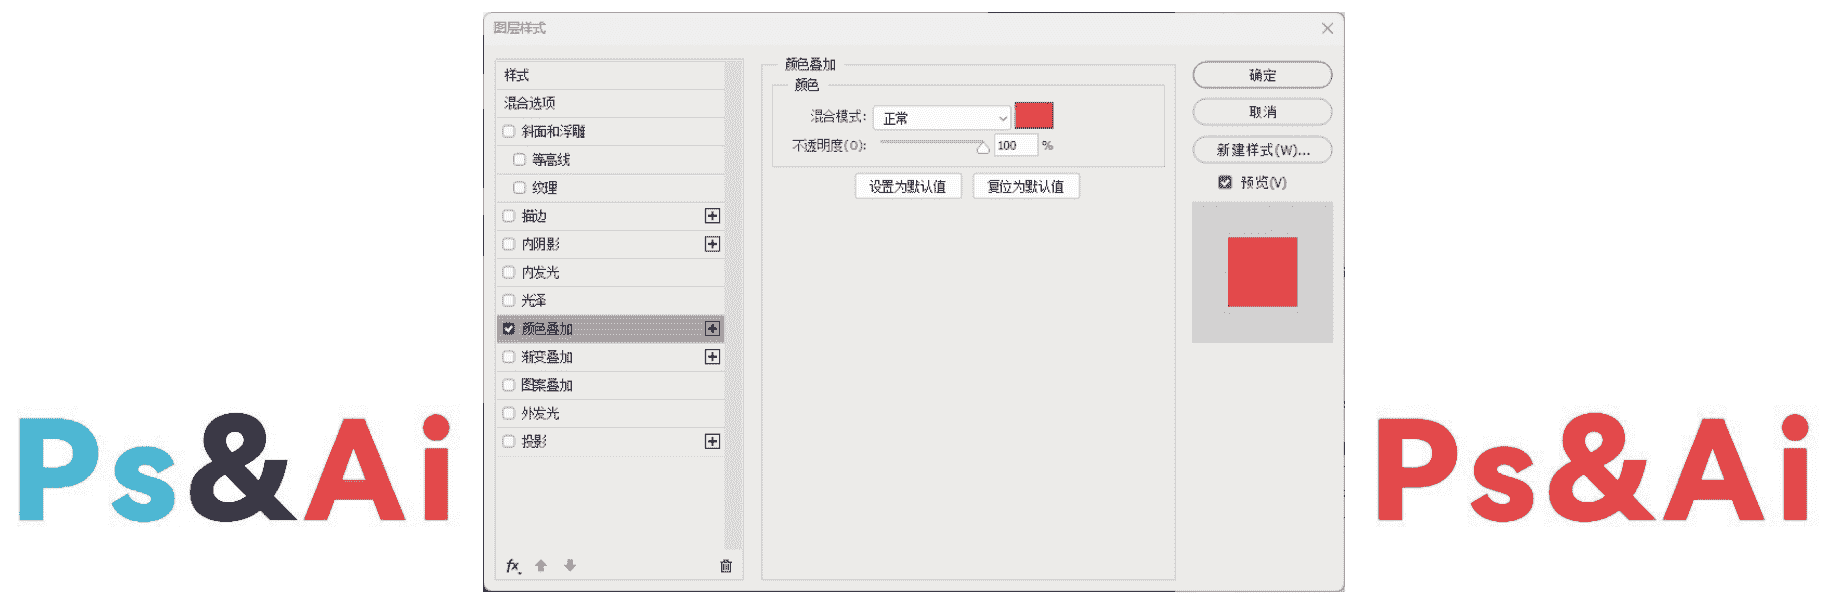 图层样式
样式
混合选项
斜面和浮雕
等高线
纹理
描边
内阴影
内发光
光泽
颜色叠加
渐变叠加
图案叠加
外发光
投影
fx
颜色叠加
颜色
混合模式: 正常
不透明度(O): 100 %
设置为默认值 复位为默认值
确定
取消
新建样式(W)...
预览(V)
Ps&Ai
Ps&Ai